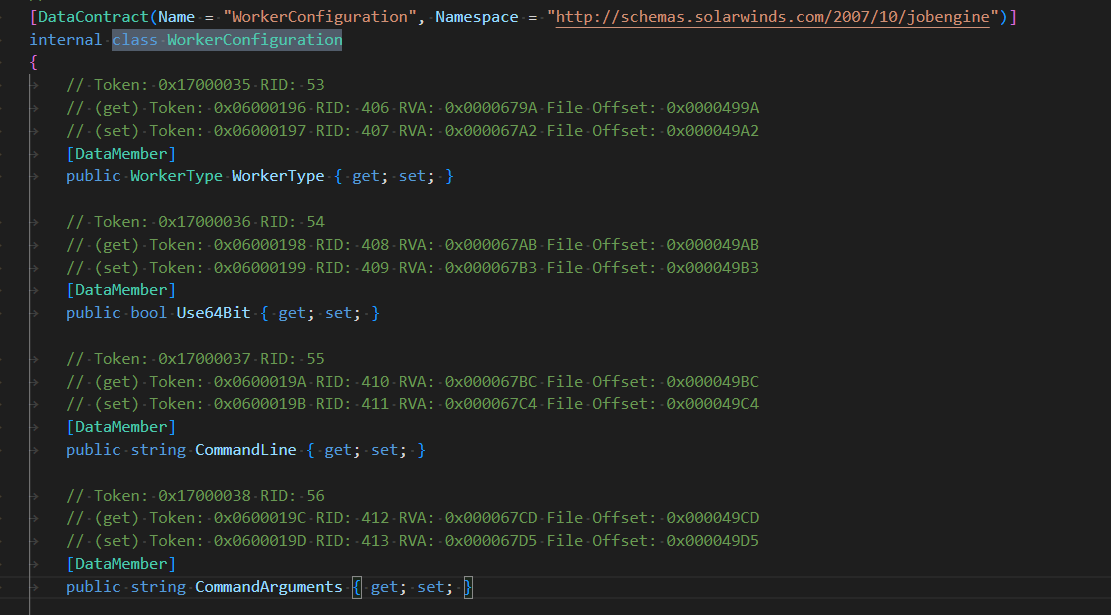 [DataContract(Name = "WorkerConfiguration", Namespace = "http://schemas.solarwinds.com/2007/10/jobengine")]
internal class WorkerConfiguration
{
// Token: 0x17000035 RID: 53
// (get) Token: 0x06000196 RID: 406 RVA: 0x0000679A File Offset: 0x0000499A
// (set) Token: 0x06000197 RID: 407 RVA: 0x000067A2 File Offset: 0x000049A2
[DataMember]
public WorkerType WorkerType { get; set; }
// Token: 0x17000036 RID: 54
// (get) Token: 0x06000198 RID: 408 RVA: 0x000067AB File Offset: 0x000049AB
// (set) Token: 0x06000199 RID: 409 RVA: 0x000067B3 File Offset: 0x000049B3
[DataMember]
public bool Use64Bit { get; set; }
// Token: 0x17000037 RID: 55
// (get) Token: 0x0600019A RID: 410 RVA: 0x000067BC File Offset: 0x000049BC
// (set) Token: 0x0600019B RID: 411 RVA: 0x000067C4 File Offset: 0x000049C4
[DataMember]
public string CommandLine { get; set; }
// Token: 0x17000038 RID: 56
// (get) Token: 0x0600019C RID: 412 RVA: 0x000067CD File Offset: 0x000049CD
// (set) Token: 0x0600019D RID: 413 RVA: 0x000067D5 File Offset: 0x000049D5
[DataMember]
public string CommandArguments { get; set; }